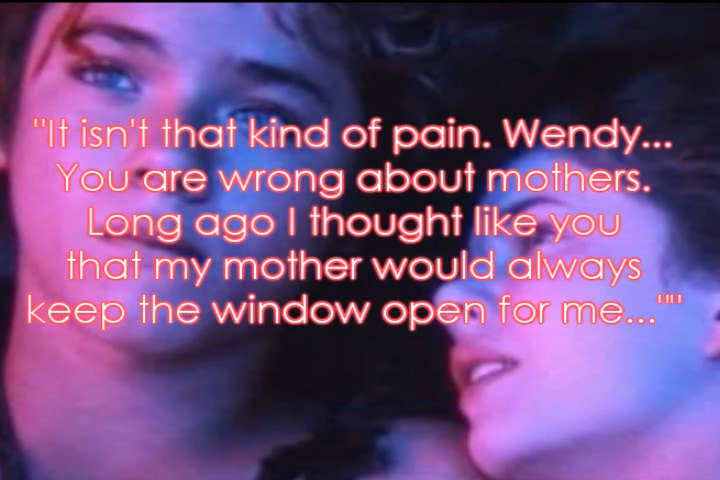 "It isn't that kind of pain. Wendy...
You are wrong about mothers.
Long ago I thought like you
that my mother would always
keep the window open for me...'""'